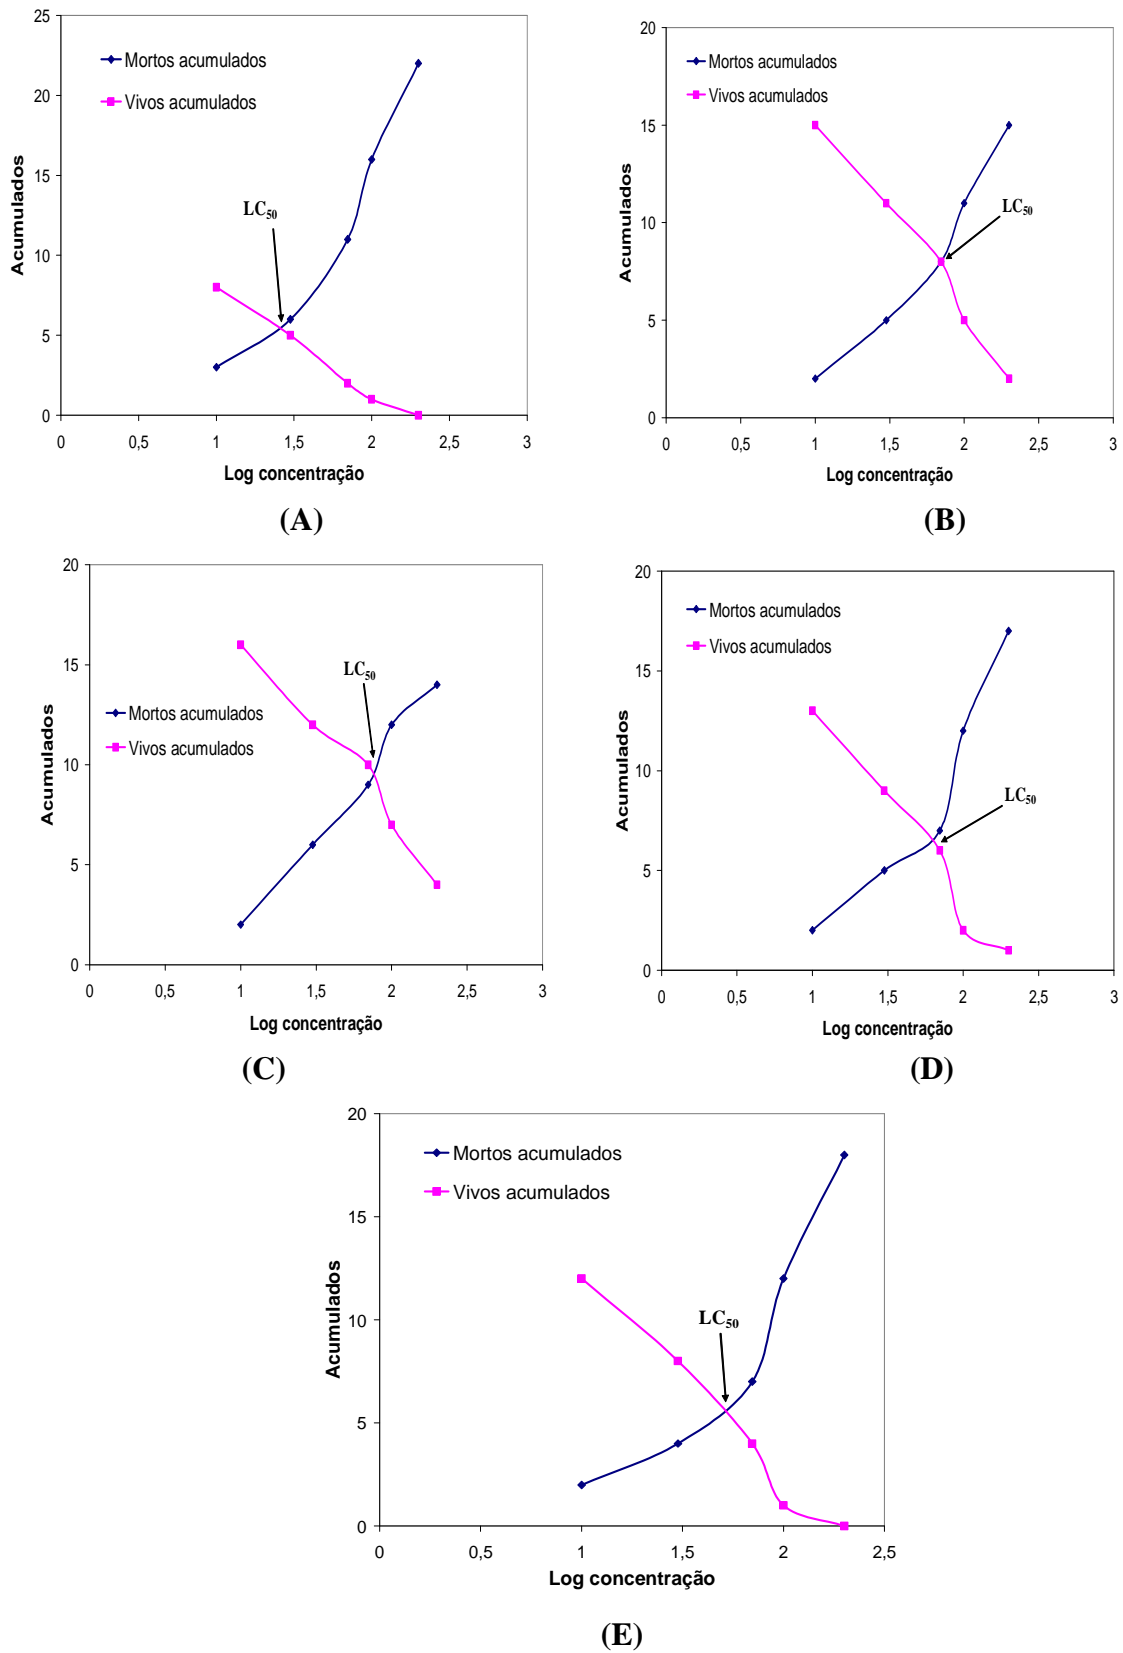 25
20
15
10
5
0
Acumulados
Mortos acumulados
Vivos acumulados
LC50
0 0,5 1 1,5 2 2,5 3
Log concentração
(A)
20
15
10
5
0
Acumulados
Mortos acumulados
Vivos acumulados
LC50
0 0,5 1 1,5 2 2,5 3
Log concentração
(B)
20
15
10
5
0
Acumulados
LC50
Mortos acumulados
Vivos acumulados
0 0,5 1 1,5 2 2,5 3
Log concentração
(C)
20
15
10
5
0
Acumulados
Mortos acumulados
Vivos acumulados
LC50
0 0,5 1 1,5 2 2,5 3
Log concentração
(D)
20
15
10
5
0
Acumulados
Mortos acumulados
Vivos acumulados
LC50
0 0,5 1 1,5 2 2,5
Log concentração
(E)